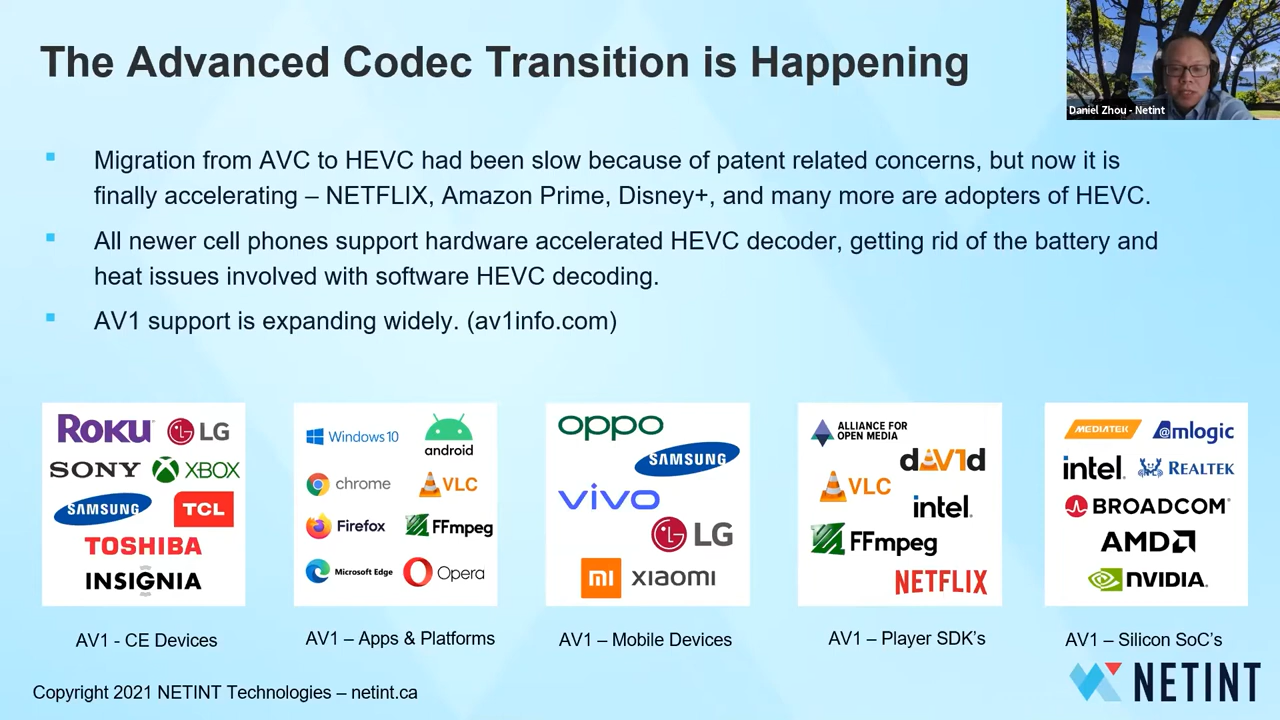 The Advanced Codec Transition is Happening
Daniel Zhou - Netint
Migration from AVC to HEVC had been slow because of patent related concerns, but now it is
finally accelerating – NETFLIX, Amazon Prime, Disney+, and many more are adopters of HEVC.
All newer cell phones support hardware accelerated HEVC decoder, getting rid of the battery and
heat issues involved with software HEVC decoding.
AV1 support is expanding widely. (av1info.com)
ROKU
LG
SONY
XBOX
SAMSUNG
TCL
TOSHIBA
INSIGNIA
AV1 - CE Devices
Windows 10
android
chrome
VLC
Firefox
FFmpeg
Microsoft Edge
Opera
AV1 – Apps & Platforms
oppo
SAMSUNG
vivo
LG
mi
xiaomi
AV1 – Mobile Devices
ALLIANCE FOR
OPEN MEDIA
dAV1d
VLC
intel.
FFmpeg
NETFLIX
AV1 – Player SDK's
MEDIATEK
@mlogic
intel.
REALTEK
BROADCOM
AMD
NVIDIA.
AV1 – Silicon SoC's
Copyright 2021 NETINT Technologies – netint.ca
NETINT